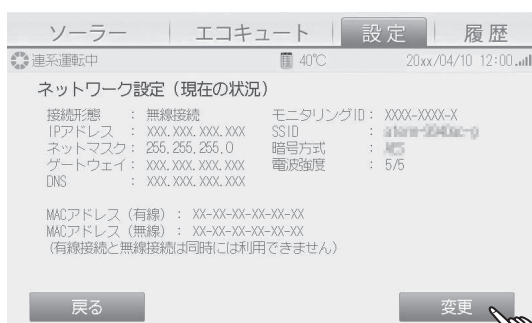 ソーラー エコキュート 設定 履歴
連系運転中 40℃ 20xx/04/10 12:00
ネットワーク設定（現在の状況）
接続形態 ： 無線接続 モニタリングID： XXXX-XXXX-X
IPアドレス ： XXX.XXX.XXX.XXX SSID ：
ネットマスク： 255.255.255.0 暗号方式 ：
ゲートウェイ： XXX.XXX.XXX.XXX 電波強度 ： 5/5
DNS ： XXX.XXX.XXX.XXX
MACアドレス（有線）： XX-XX-XX-XX-XX-XX
MACアドレス（無線）： XX-XX-XX-XX-XX-XX
（有線接続と無線接続は同時には利用できません）
戻る 変更